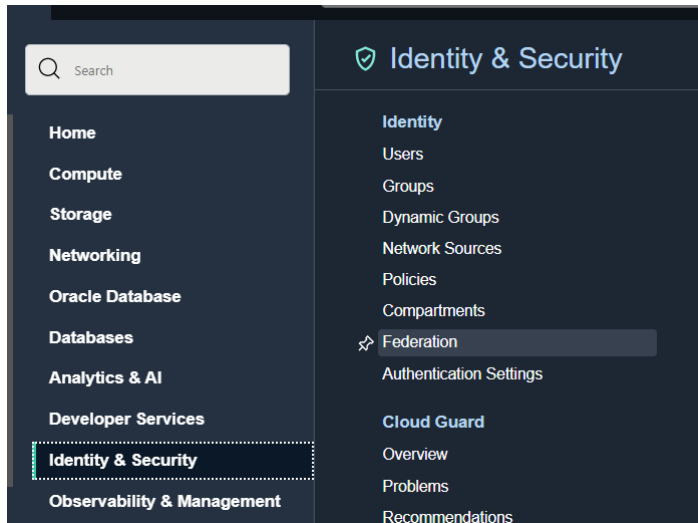 Search
Home
Compute
Storage
Networking
Oracle Database
Databases
Analytics & AI
Developer Services
Identity & Security
Observability & Management
Identity & Security
Identity
Users
Groups
Dynamic Groups
Network Sources
Policies
Compartments
Federation
Authentication Settings
Cloud Guard
Overview
Problems
Recommendations